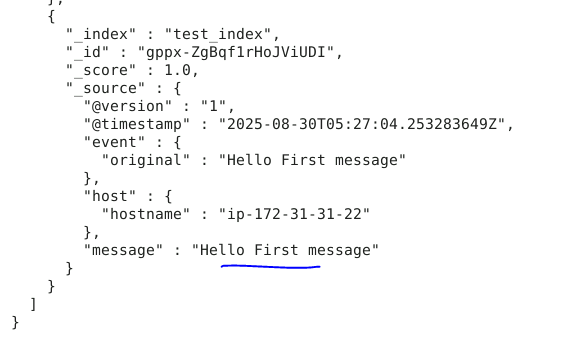 },
{
"_index" : "test_index",
"_id" : "gppx-ZgBqf1rHoJViUDI",
"_score" : 1.0,
"_source" : {
"@version" : "1",
"@timestamp" : "2025-08-30T05:27:04.253283649Z",
"event" : {
"original" : "Hello First message"
},
"host" : {
"hostname" : "ip-172-31-31-22"
},
"message" : "Hello First message"
}
}
]
}